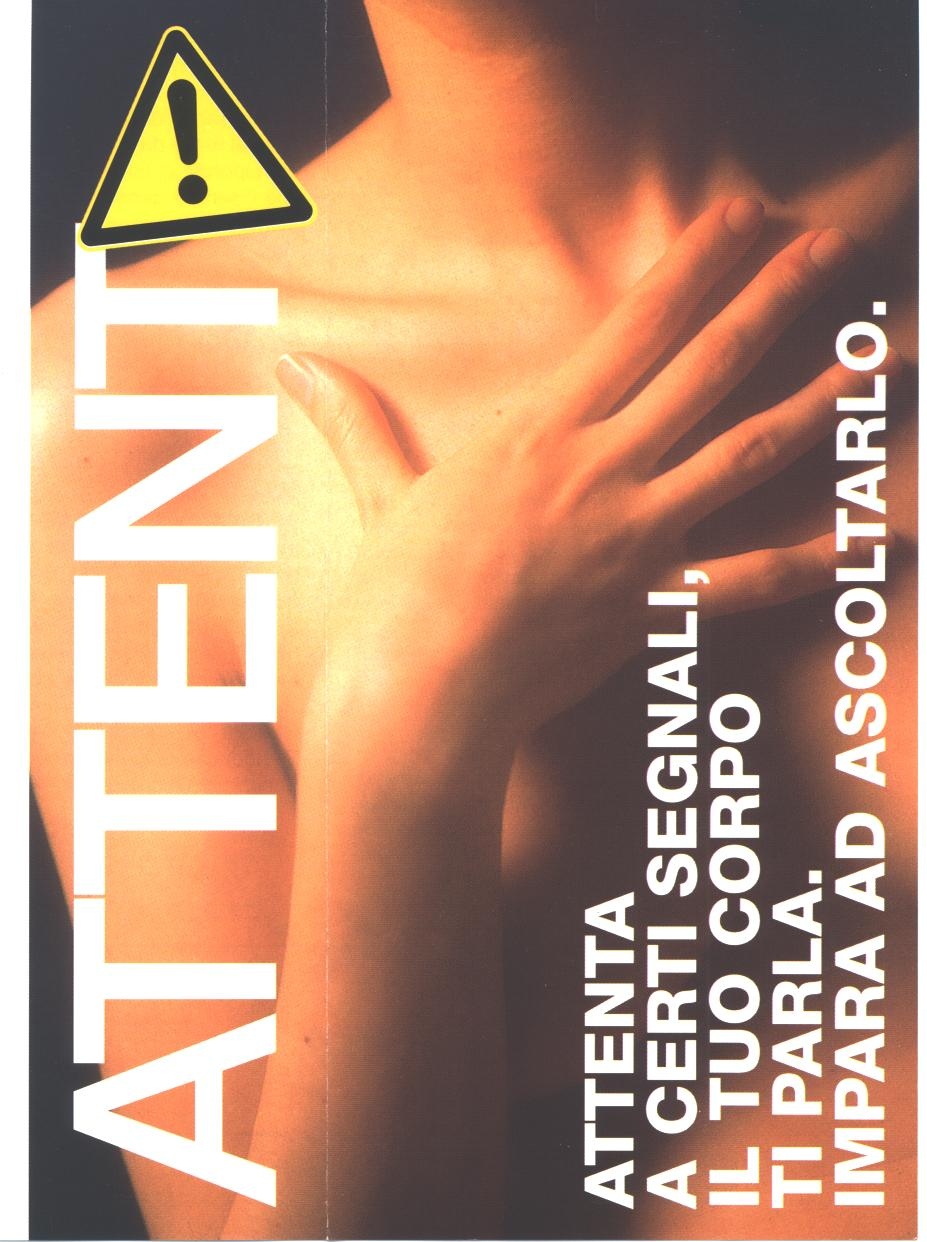 ATTENT
ATTENTA
A CERTI SEGNALI,
IL TUO CORPO
TI PARLA.
IMPARA AD ASCOLTARLO.